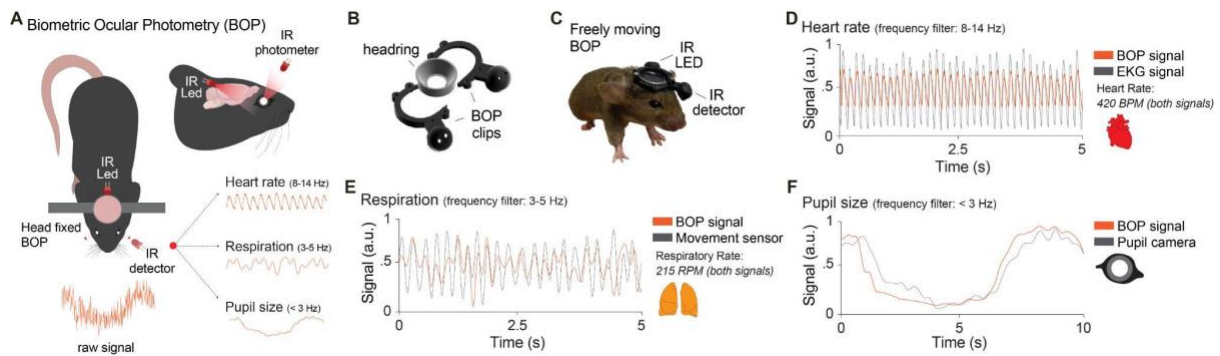 A Biometric Ocular Photometry (BOP)
IR
photometer
IR
Led
IR
Led
Head fixed
BOP
IR
detector
raw signal
Heart rate (8-14 Hz)
Respiration (3-5 Hz)
Pupil size (< 3 Hz)
B
headring
BOP
clips
C
Freely moving
BOP
IR
LED
IR
detector
D Heart rate (frequency filter: 8-14 Hz)
Signal (a.u.)
1
.5
0
0
2.5
5
Time (s)
BOP signal
EKG signal
Heart Rate:
420 BPM (both signals)
E Respiration (frequency filter: 3-5 Hz)
Signal (a.u.)
1
.5
0
0
2.5
5
Time (s)
BOP signal
Movement sensor
Respiratory Rate:
215 RPM (both signals)
F Pupil size (frequency filter: < 3 Hz)
Signal (a.u.)
1
.5
0
0
5
10
Time (s)
BOP signal
Pupil camera